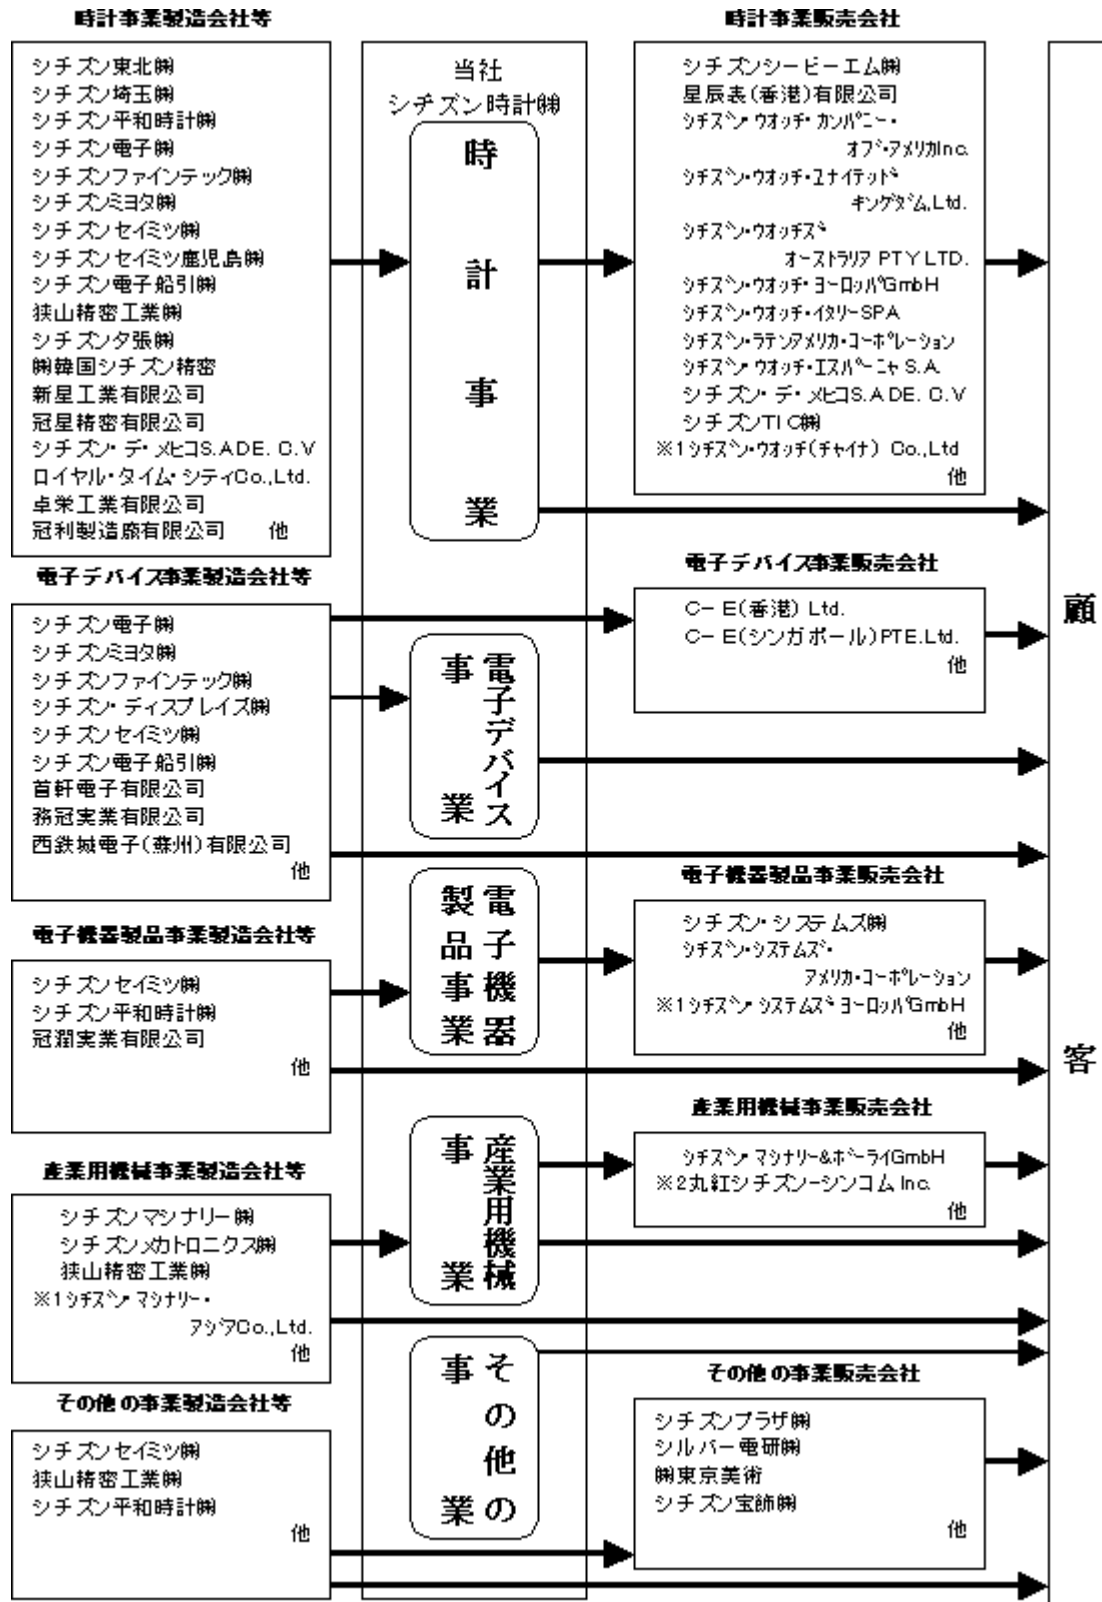 時計事業製造会社等
シチズン東北㈱
シチズン埼玉㈱
シチズン平和時計㈱
シチズン電子㈱
シチズンファインテック㈱
シチズンミヨタ㈱
シチズンセイミツ㈱
シチズンセイミツ鹿児島㈱
シチズン電子船引㈱
狭山精密工業㈱
シチズン夕張㈱
㈱韓国シチズン精密
新星工業有限公司
冠星精密有限公司
シチズン・デ・メヒコS.A DE. C.V
ロイヤル・タイム・シティCo.,Ltd.
卓栄工業有限公司
冠利製造廠有限公司 他
電子デバイス事業製造会社等
シチズン電子㈱
シチズンミヨタ㈱
シチズンファインテック㈱
シチズン・ディスプレイズ㈱
シチズンセイミツ㈱
シチズン電子船引㈱
首軒電子有限公司
務冠実業有限公司
西鉄城電子(蘇州)有限公司
他
電子機器製品事業製造会社等
シチズンセイミツ㈱
シチズン平和時計㈱
冠潤実業有限公司
他
産業用機械事業製造会社等
シチズンマシナリー㈱
シチズンメカトロニクス㈱
狭山精密工業㈱
※1ｼﾁｽﾞﾝ・ﾏｼﾅﾘｰ・
ｱｼﾞｱCo.,Ltd.
他
その他の事業製造会社等
シチズンセイミツ㈱
狭山精密工業㈱
シチズン平和時計㈱
他
当社
シチズン時計㈱
時計事業
電子デバイス
事業
電子機器
製品事業
産業用機械
事業
その他の
事業
時計事業販売会社
シチズンシービーエム㈱
星辰表(香港)有限公司
ｼﾁｽﾞﾝ・ｳｵｯﾁ・ｶﾝﾊﾟﾆｰ・
ｵﾌﾞ・ｱﾒﾘｶInc.
ｼﾁｽﾞﾝ・ｳｵｯﾁ・ﾕﾅｲﾃｯﾄﾞ・
ｷﾝｸﾞﾀﾞﾑ,Ltd.
ｼﾁｽﾞﾝ・ｳｵｯﾁｽﾞ・
ｵｰｽﾄﾗﾘｱ PTY LTD.
ｼﾁｽﾞﾝ・ｳｵｯﾁ・ﾖｰﾛｯﾊﾟGmbH
ｼﾁｽﾞﾝ・ｳｵｯﾁ・ｲﾀﾘｰSPA
ｼﾁｽﾞﾝ・ﾗﾃﾝｱﾒﾘｶ・ｺｰﾎﾟﾚｰｼｮﾝ
ｼﾁｽﾞﾝ・ｳｵｯﾁ・ｴｽﾊﾟｰﾆｬ S.A.
シチズン・デ・メヒコS.A DE. C.V
シチズンTIC㈱
※1ｼﾁｽﾞﾝ・ｳｵｯﾁ(ﾁｬｲﾅ) Co.,Ltd
他
電子デバイス事業販売会社
C－E(香港) Ltd.
C－E(シンガポール)PTE.Ltd.
他
電子機器製品事業販売会社
シチズン・システムズ㈱
ｼﾁｽﾞﾝ・ｼｽﾃﾑｽﾞ・
ｱﾒﾘｶ・ｺｰﾎﾟﾚｰｼｮﾝ
※1ｼﾁｽﾞﾝ・ｼｽﾃﾑｽﾞ・ﾖｰﾛｯﾊﾟGmbH
他
産業用機械事業販売会社
ｼﾁｽﾞﾝ・ﾏｼﾅﾘｰ&ﾎﾞｰﾗｲGmbH
※2丸紅シチズン－シンコム Inc.
他
その他の事業販売会社
シチズンプラザ㈱
シルバー電研㈱
㈱東京美術
シチズン宝飾㈱
他
顧客